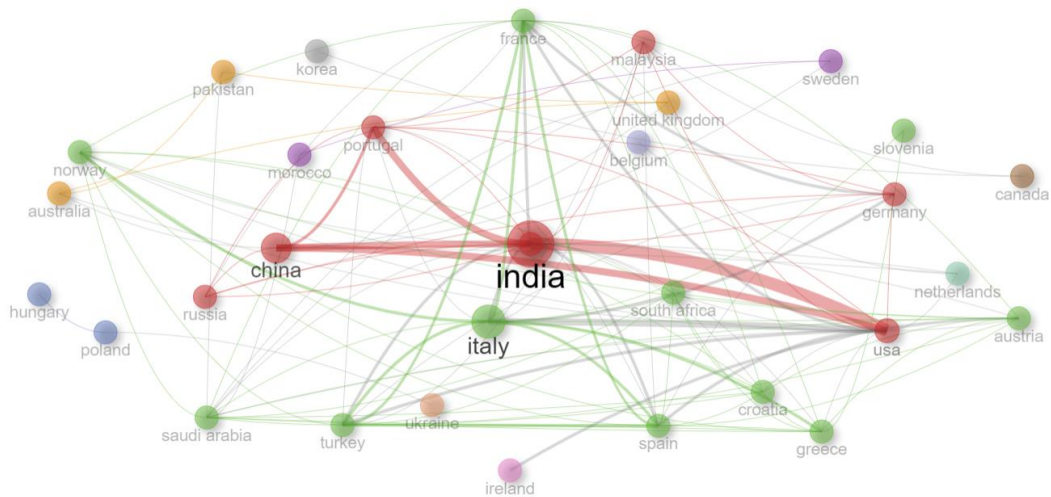 france
malaysia
korea
sweden
pakistan
united kingdom
portugal
slovenia
belgium
norway
morocco
canada
australia
germany
china
india
netherlands
hungary
russia
south africa
poland
italy
usa
austria
croatia
saudi arabia
turkey
ukraine
spain
greece
ireland